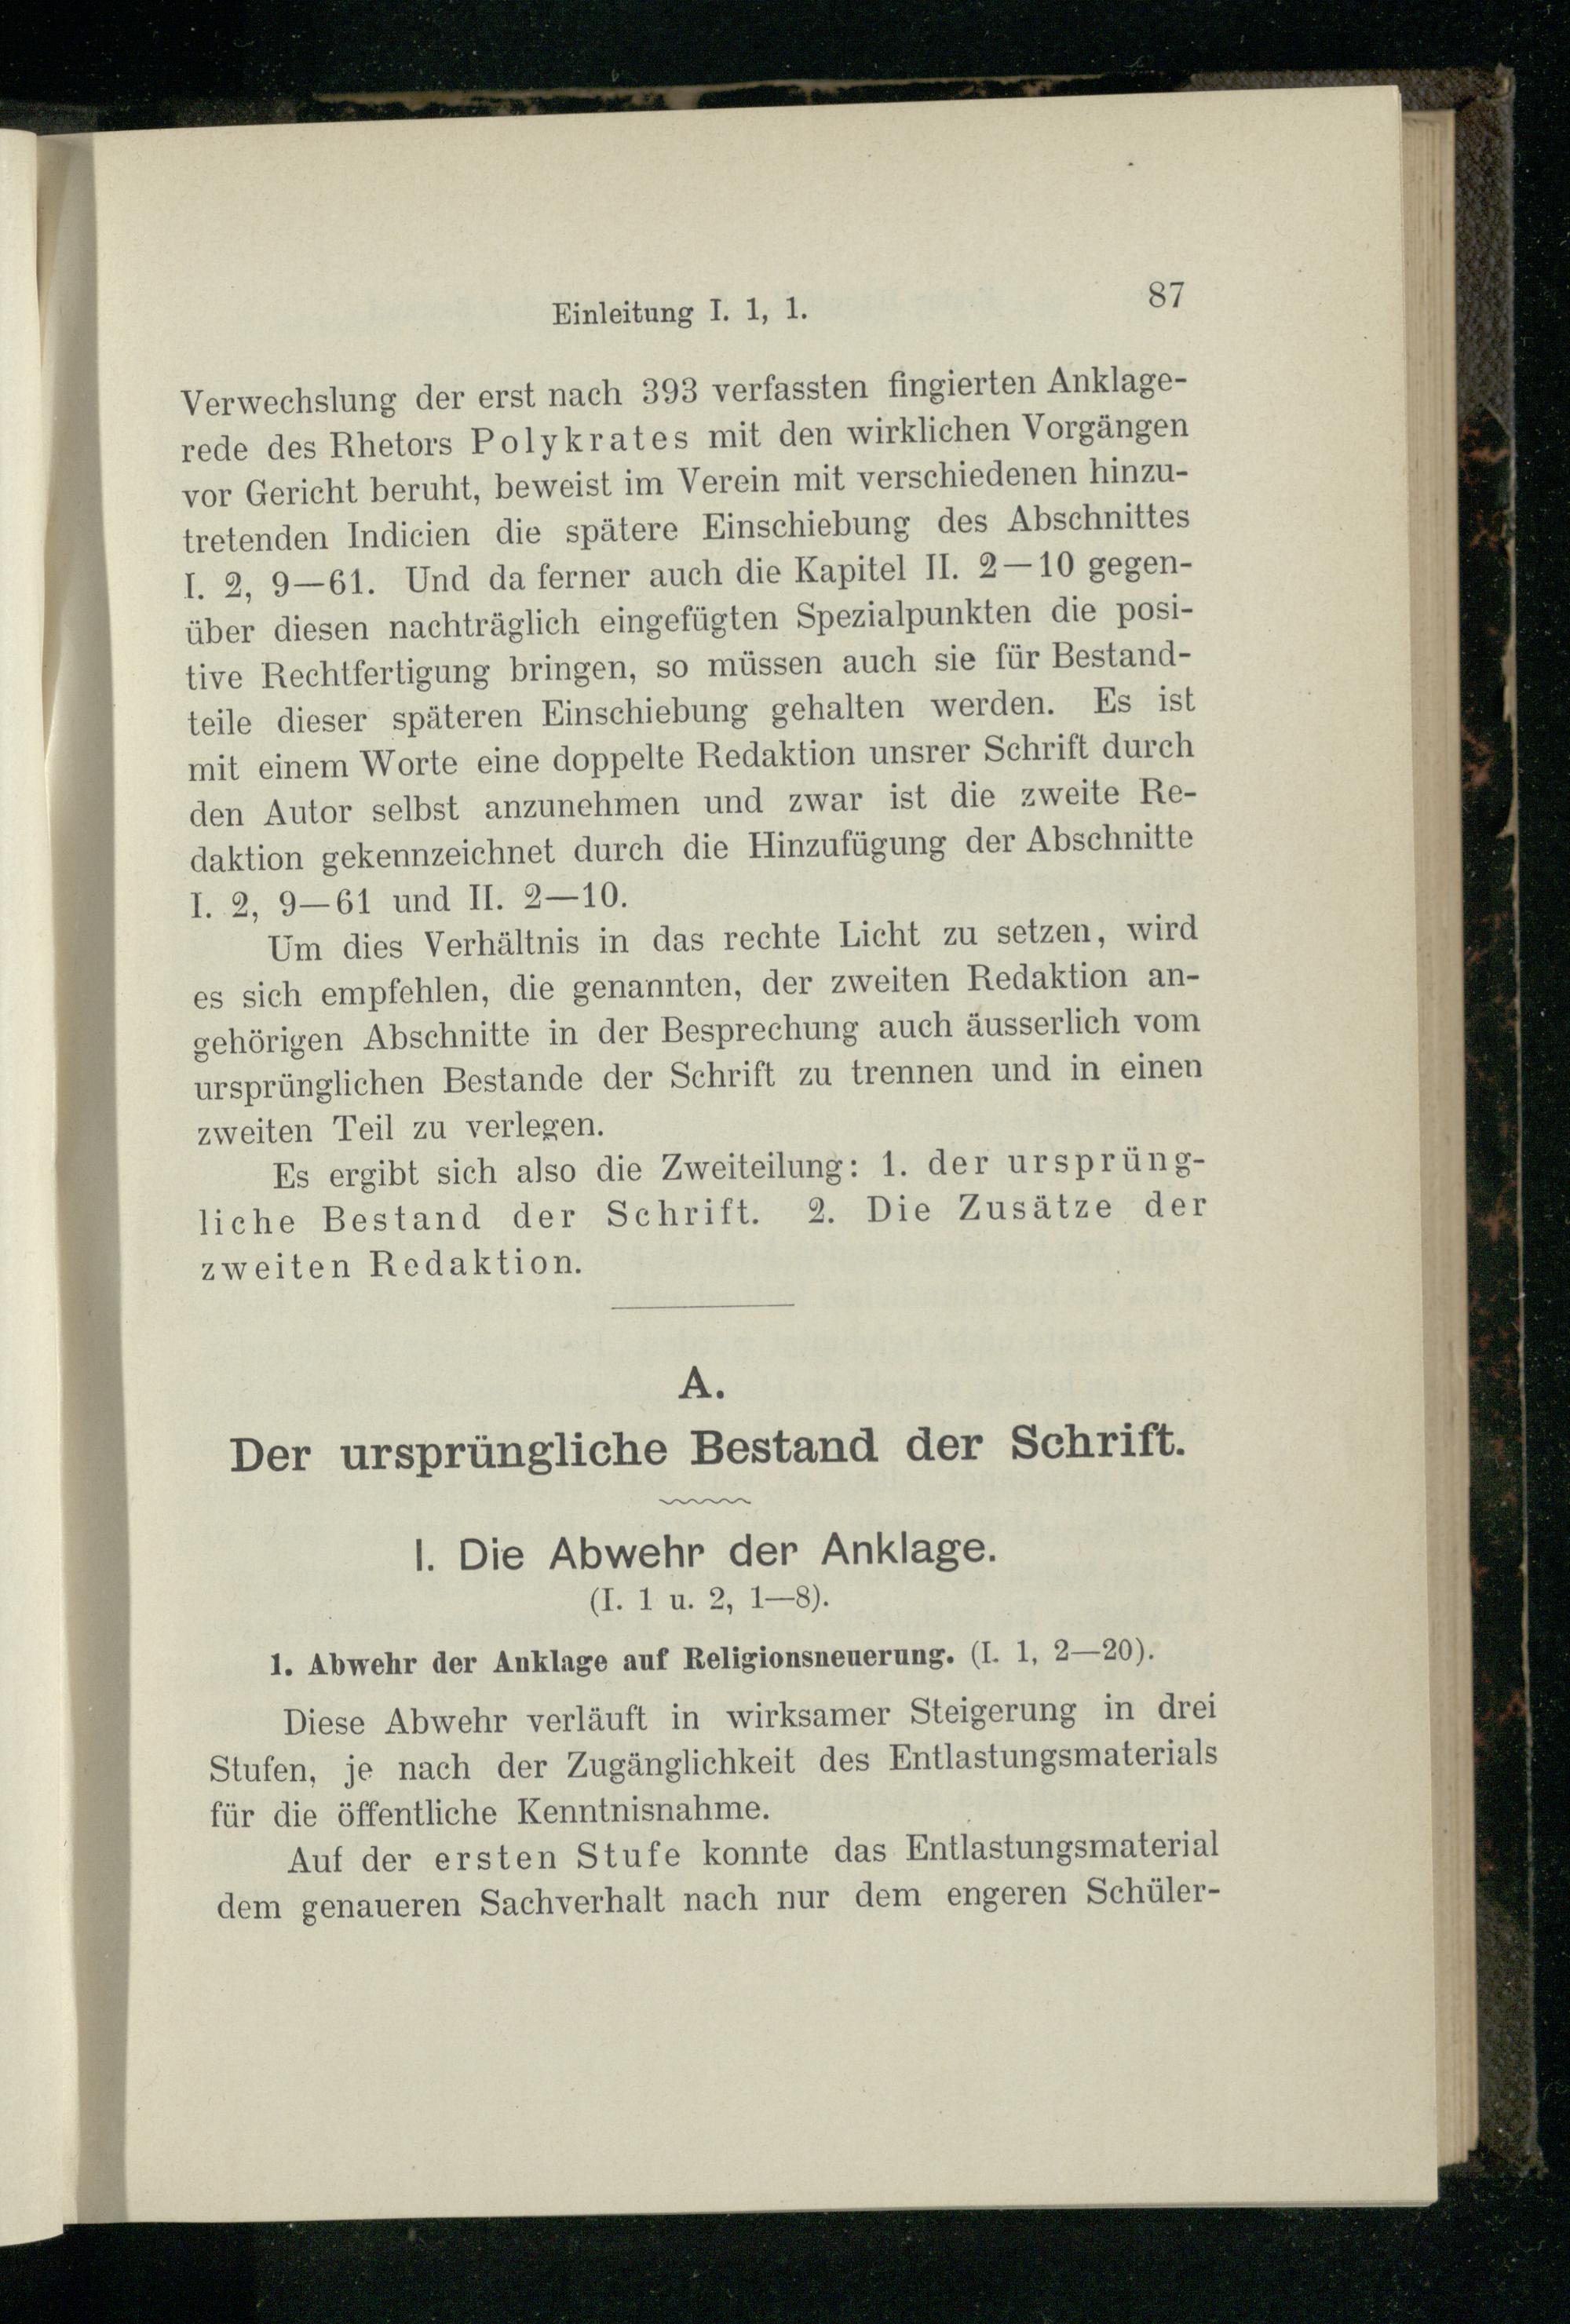 Einleitung I. 1, 1. 87
Verwechslung der erst nach 393 verfassten fingierten Anklage-
rede des Rhetors Polykrates mit den wirklichen Vorgängen
vor Gericht beruht, beweist im Verein mit verschiedenen hinzu-
tretenden Indicien die spätere Einschiebung des Abschnittes
I. 2, 9—61. Und da ferner auch die Kapitel II. 2—10 gegen-
über diesen nachträglich eingefügten Spezialpunkten die posi-
tive Rechtfertigung bringen, so müssen auch sie für Bestand-
teile dieser späteren Einschiebung gehalten werden. Es ist
mit einem Worte eine doppelte Redaktion unsrer Schrift durch
den Autor selbst anzunehmen und zwar ist die zweite Re-
daktion gekennzeichnet durch die Hinzufügung der Abschnitte
I. 2, 9—61 und II. 2—10.
Um dies Verhältnis in das rechte Licht zu setzen, wird
es sich empfehlen, die genannten, der zweiten Redaktion an-
gehörigen Abschnitte in der Besprechung auch äusserlich vom
ursprünglichen Bestande der Schrift zu trennen und in einen
zweiten Teil zu verlegen.
Es ergibt sich also die Zweiteilung: 1. der ursprüng-
liche Bestand der Schrift. 2. Die Zusätze der
zweiten Redaktion.
A.
Der ursprüngliche Bestand der Schrift.
I. Die Abwehr der Anklage.
(I. 1 u. 2, 1—8).
1. Abwehr der Anklage auf Religionsneuerung. (I. 1, 2—20).
Diese Abwehr verläuft in wirksamer Steigerung in drei
Stufen, je nach der Zugänglichkeit des Entlastungsmaterials
für die öffentliche Kenntnisnahme.
Auf der ersten Stufe konnte das Entlastungsmaterial
dem genaueren Sachverhalt nach nur dem engeren Schüler-